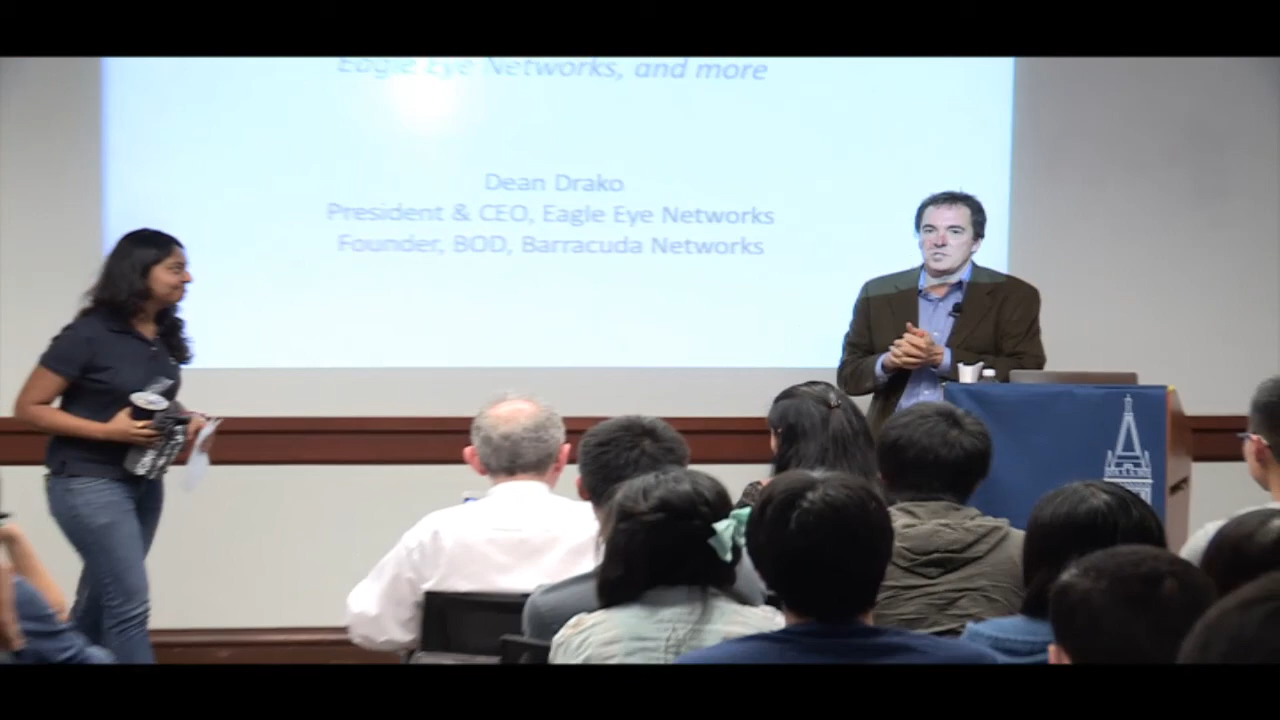 Eagle Eye Networks, and more
Dean Drako
President & CEO, Eagle Eye Networks
Founder, BOD, Barracuda Networks